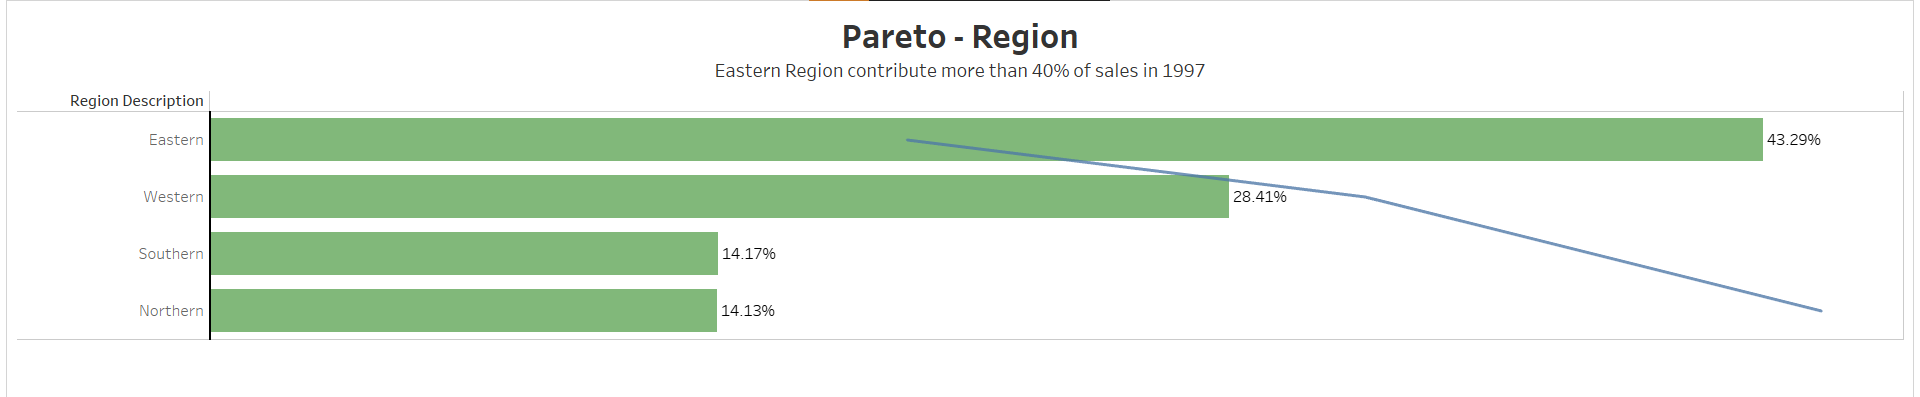 Pareto - Region
Eastern Region contribute more than 40% of sales in 1997
Region Description
Eastern 43.29%
Western 28.41%
Southern 14.17%
Northern 14.13%